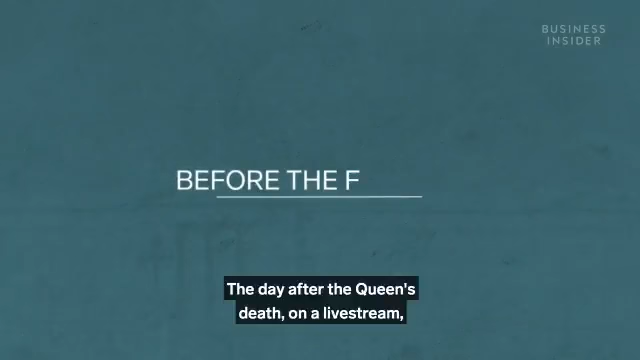 BUSINESS
INSIDER
BEFORE THE F
The day after the Queen's
death, on a livestream,